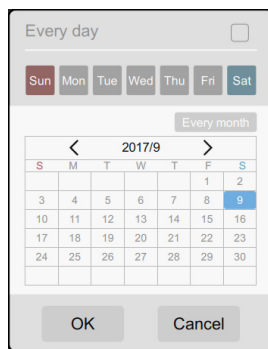 Every day
Sun Mon Tue Wed Thu Fri Sat
Every month
< 2017/9 >
S M T W T F S
1 2
3 4 5 6 7 8 9
10 11 12 13 14 15 16
17 18 19 20 21 22 23
24 25 26 27 28 29 30
OK Cancel